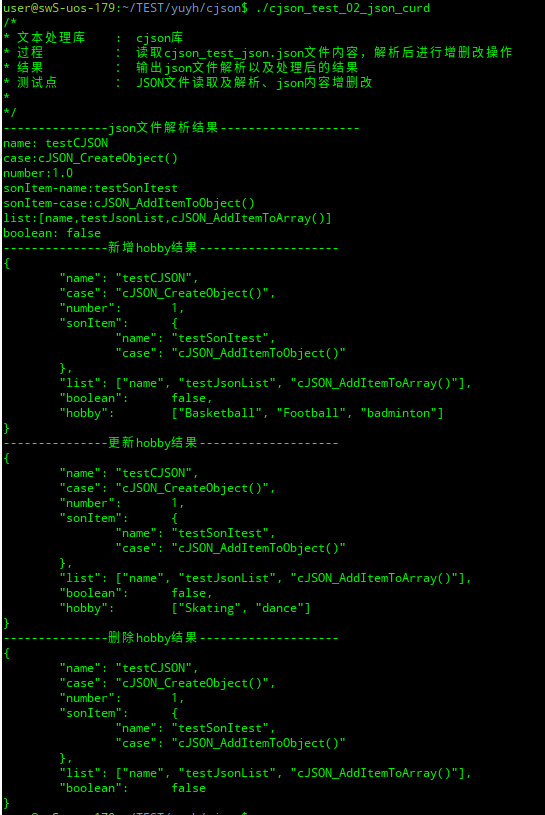 user@swS-uos-179:~/TEST/yuyh/cjson$ ./cjson_test_02_json_curd
/*
* 文本处理库    :  cjson库
* 过程          :  读取cjson_test_json.json文件内容，解析后进行增删改操作
* 结果          :  输出json文件解析以及处理后的结果
* 测试点        :  JSON文件读取及解析、json内容增删改
*
*/
---------------json文件解析结果--------------------
name: testCJSON
case:cJSON_CreateObject()
number:1.0
sonItem-name:testSonItest
sonItem-case:cJSON_AddItemToObject()
list:[name,testJsonList,cJSON_AddItemToArray()]
boolean: false
---------------新增hobby结果--------------------
{
        "name": "testCJSON",
        "case": "cJSON_CreateObject()",
        "number":       1,
        "sonItem":      {
                "name": "testSonItest",
                "case": "cJSON_AddItemToObject()"
        },
        "list": ["name", "testJsonList", "cJSON_AddItemToArray()"],
        "boolean":      false,
        "hobby":        ["Basketball", "Football", "badminton"]
}
---------------更新hobby结果--------------------
{
        "name": "testCJSON",
        "case": "cJSON_CreateObject()",
        "number":       1,
        "sonItem":      {
                "name": "testSonItest",
                "case": "cJSON_AddItemToObject()"
        },
        "list": ["name", "testJsonList", "cJSON_AddItemToArray()"],
        "boolean":      false,
        "hobby":        ["Skating", "dance"]
}
---------------删除hobby结果--------------------
{
        "name": "testCJSON",
        "case": "cJSON_CreateObject()",
        "number":       1,
        "sonItem":      {
                "name": "testSonItest",
                "case": "cJSON_AddItemToObject()"
        },
        "list": ["name", "testJsonList", "cJSON_AddItemToArray()"],
        "boolean":      false
}